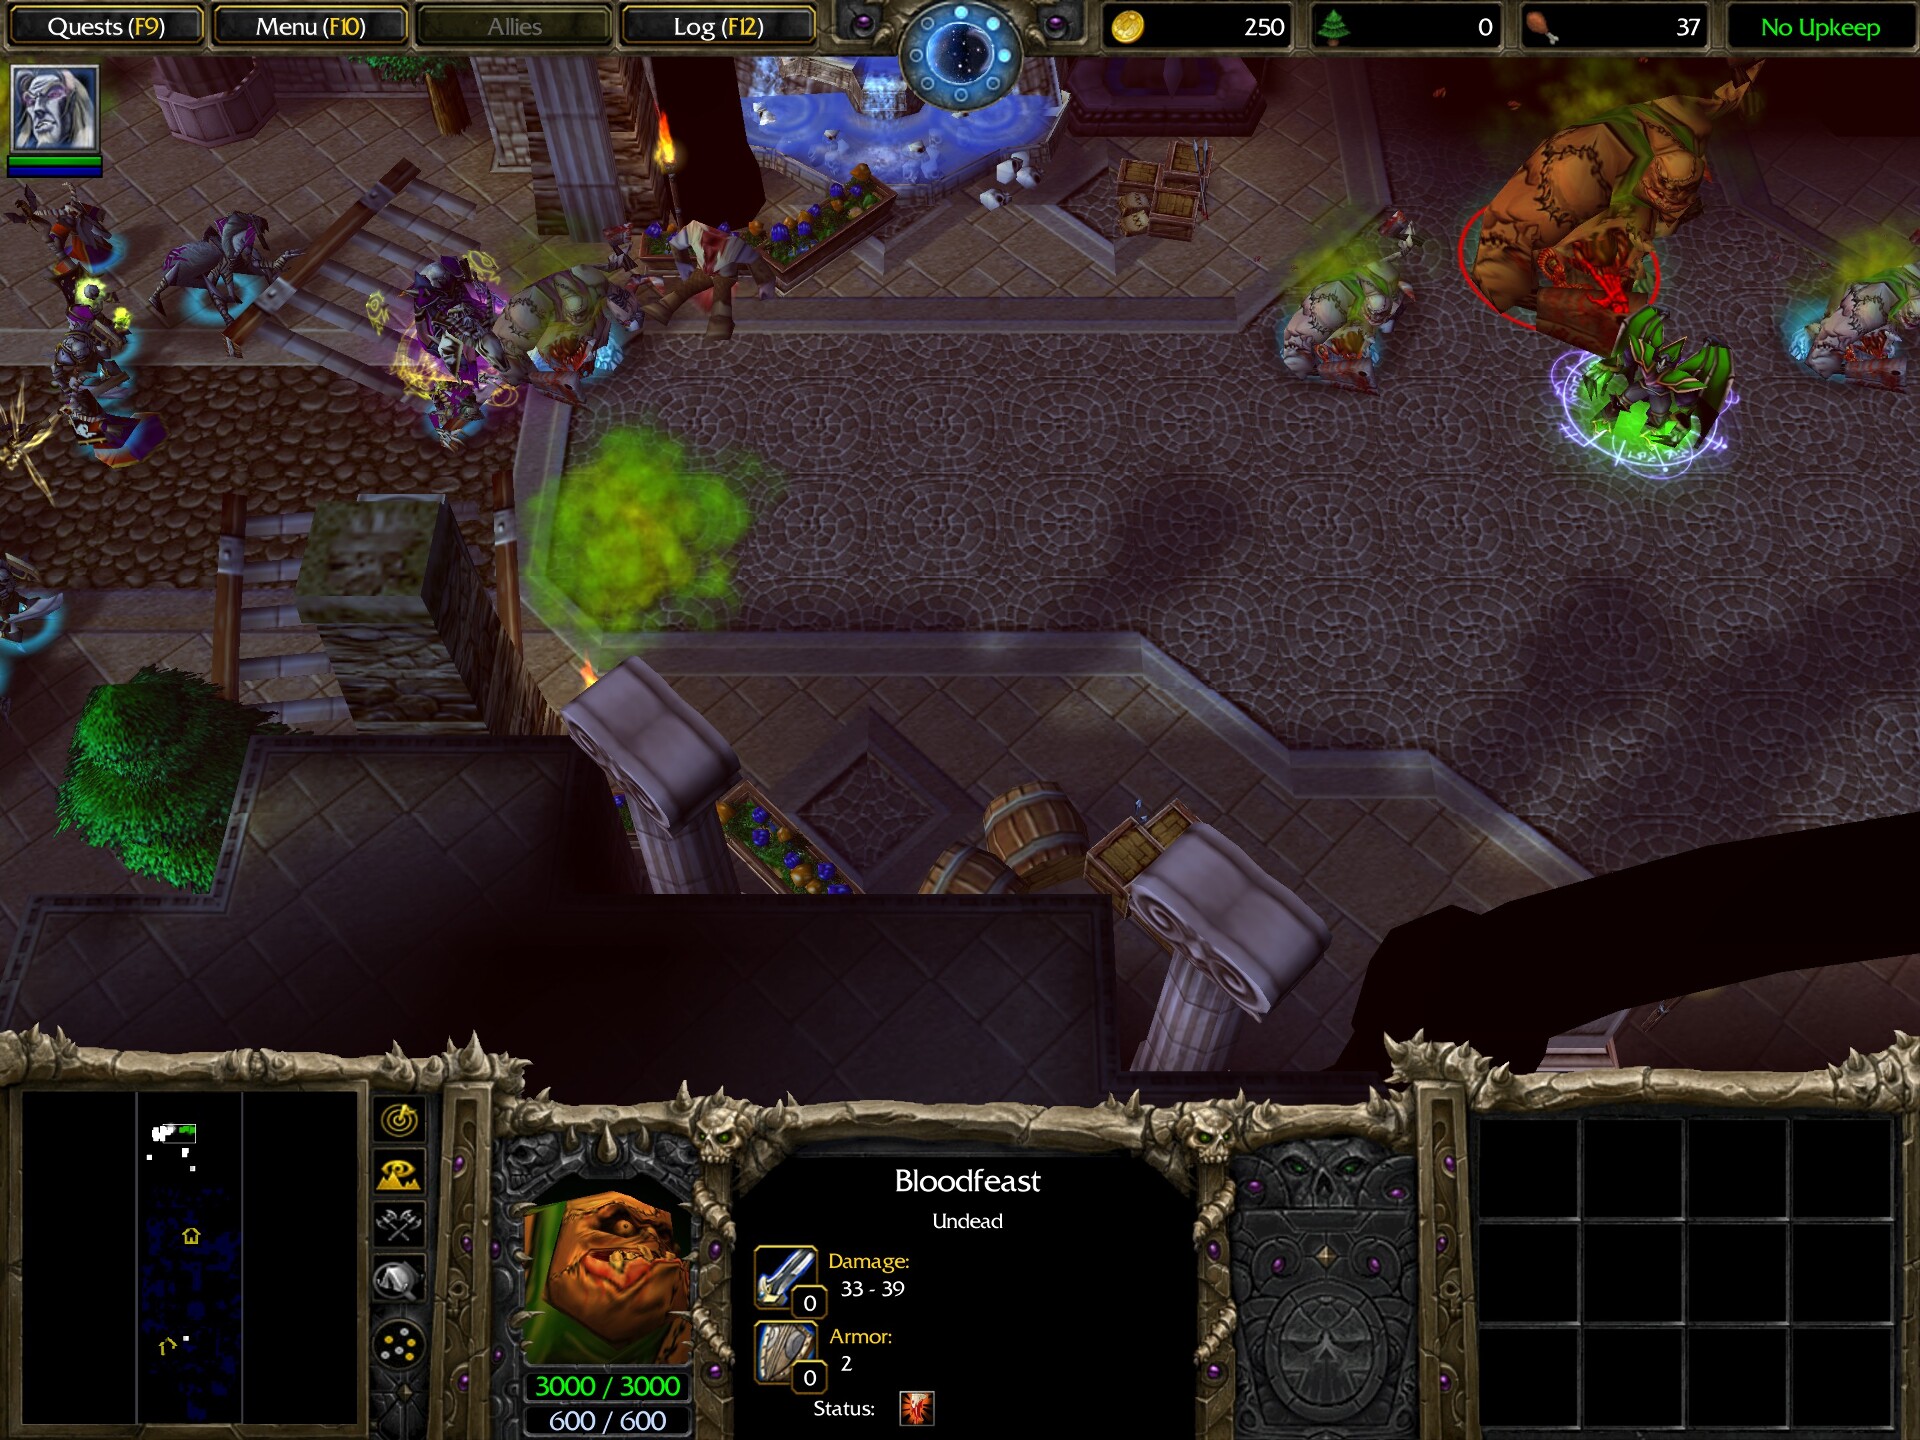 Quests (F9) Menu (F10) Allies Log (F12) 250 0 37 No Upkeep
Bloodfeast
Undead
Damage:
33 - 39
0
Armor:
2
0
3000 / 3000
Status:
600 / 600